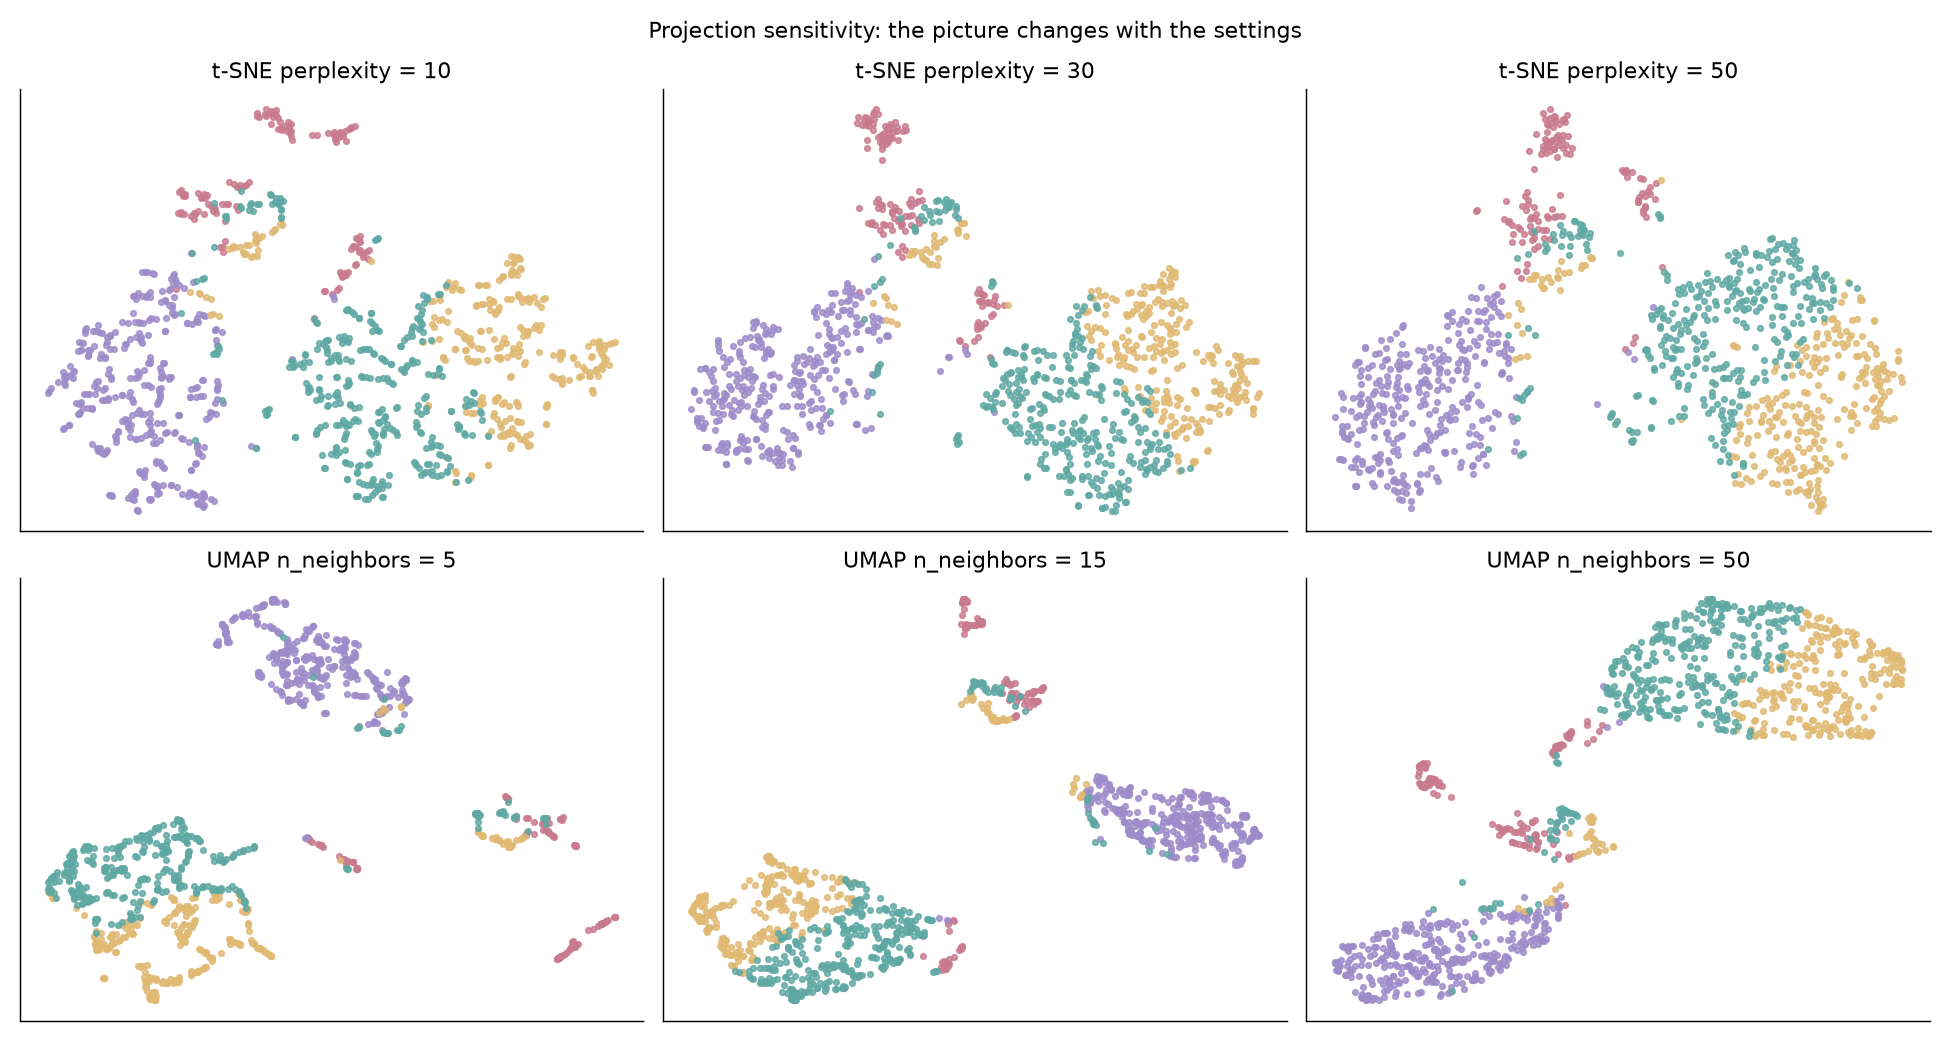 Projection sensitivity: the picture changes with the settings
t-SNE perplexity = 10
t-SNE perplexity = 30
t-SNE perplexity = 50
UMAP n_neighbors = 5
UMAP n_neighbors = 15
UMAP n_neighbors = 50